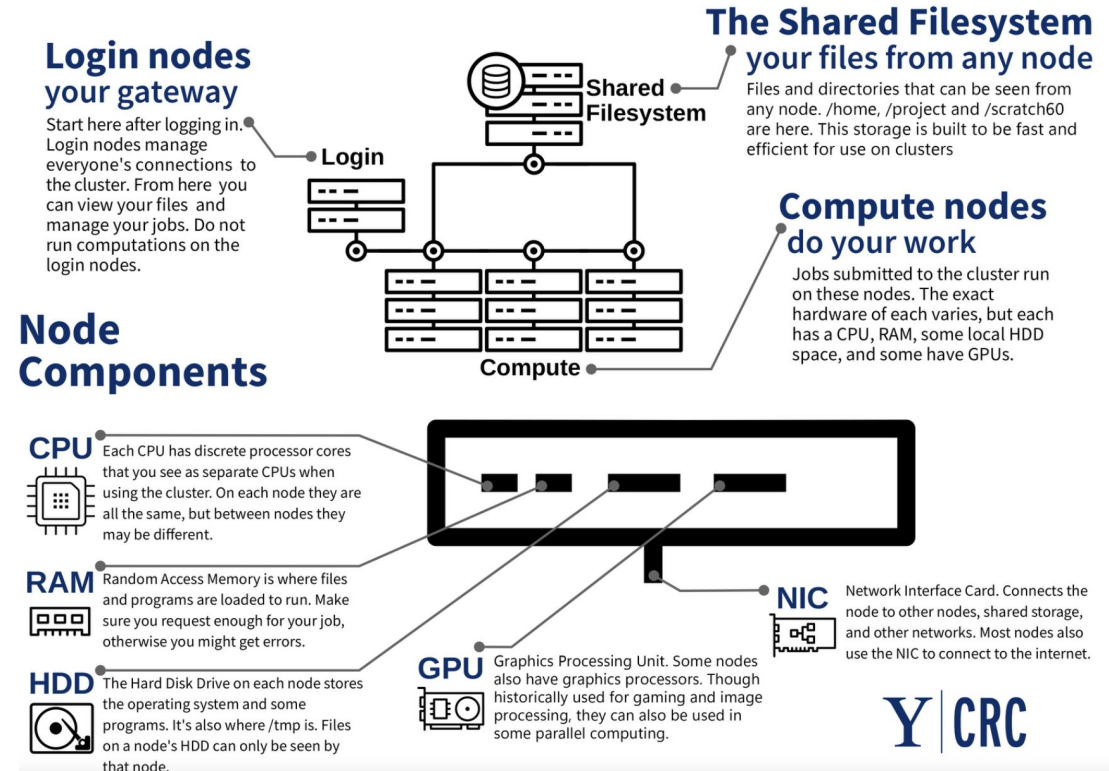 Login nodes
your gateway
Start here after logging in.
Login nodes manage
everyone's connections to
the cluster. From here you
can view your files and
manage your jobs. Do not
run computations on the
login nodes.
Login
Shared
Filesystem
The Shared Filesystem
your files from any node
Files and directories that can be seen from
any node. /home, /project and /scratch60
are here. This storage is built to be fast and
efficient for use on clusters
Compute nodes
do your work
Jobs submitted to the cluster run
on these nodes. The exact
hardware of each varies, but each
has a CPU, RAM, some local HDD
space, and some have GPUs.
Compute
Node
Components
CPU
Each CPU has discrete processor cores
that you see as separate CPUs when
using the cluster. On each node they are
all the same, but between nodes they
may be different.
RAM
Random Access Memory is where files
and programs are loaded to run. Make
sure you request enough for your job,
otherwise you might get errors.
HDD
The Hard Disk Drive on each node stores
the operating system and some
programs. It's also where /tmp is. Files
on a node's HDD can only be seen by
that node.
GPU
Graphics Processing Unit. Some nodes
also have graphics processors. Though
historically used for gaming and image
processing, they can also be used in
some parallel computing.
NIC
Network Interface Card. Connects the
node to other nodes, shared storage,
and other networks. Most nodes also
use the NIC to connect to the internet.
Y CRC